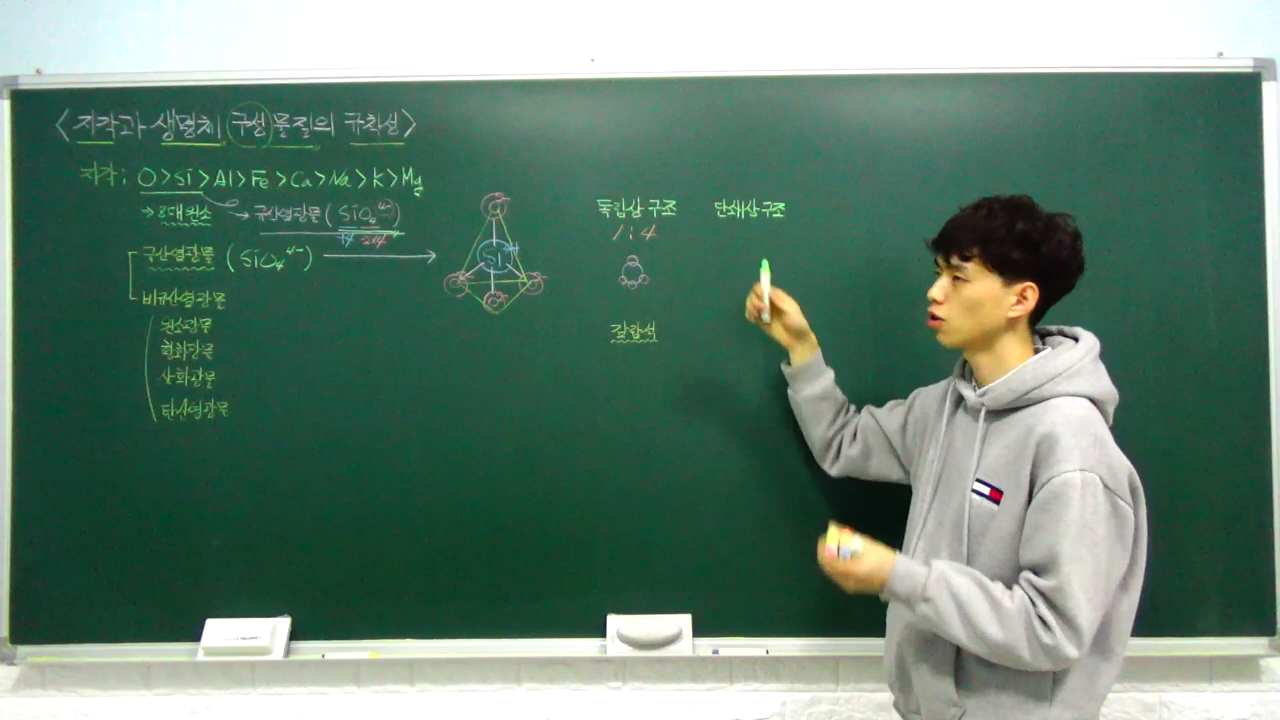 <지각과 생명체 구성 물질의 규칙성>
지각: O>Si>Al>Fe>Ca>Na>K>Mg
→8대원소
→규산염광물 (SiO₄⁴⁻)
규산염광물 (SiO₄⁴⁻)
비규산염광물
원소광물
황화광물
산화광물
탄산염광물
Si
독립상 구조
1:4
감람석
단쇄상 구조